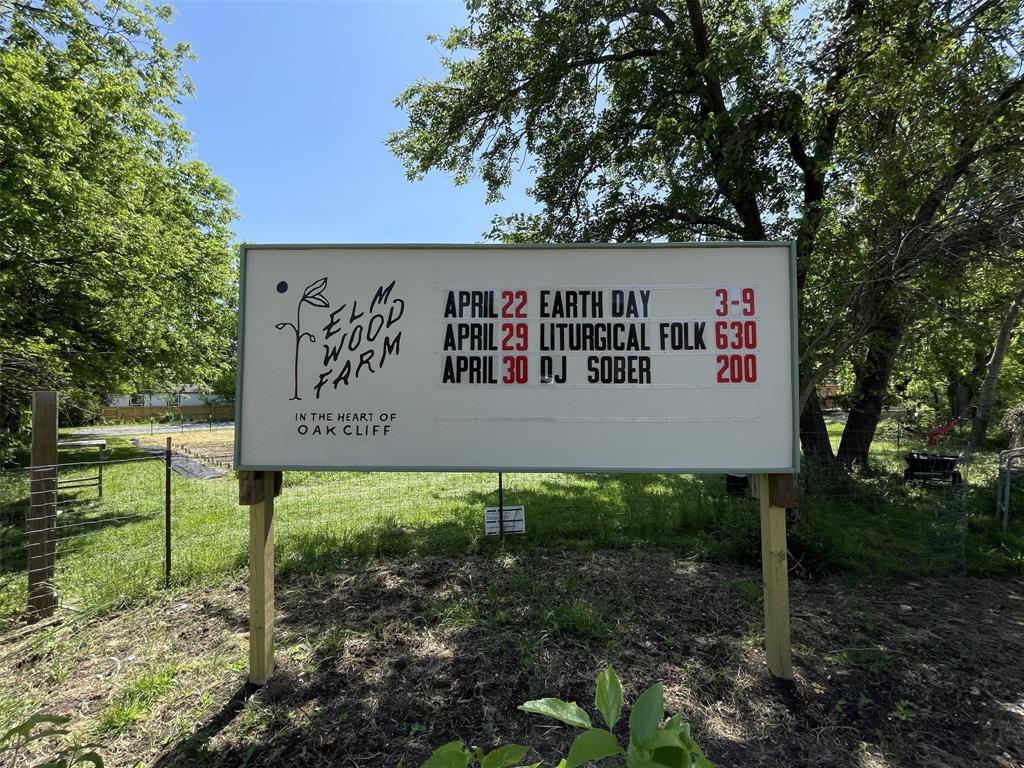 ELM
WOOD
FARM
IN THE HEART OF
OAK CLIFF
APRIL 22 EARTH DAY 3-9
APRIL 29 LITURGICAL FOLK 630
APRIL 30 DJ SOBER 200